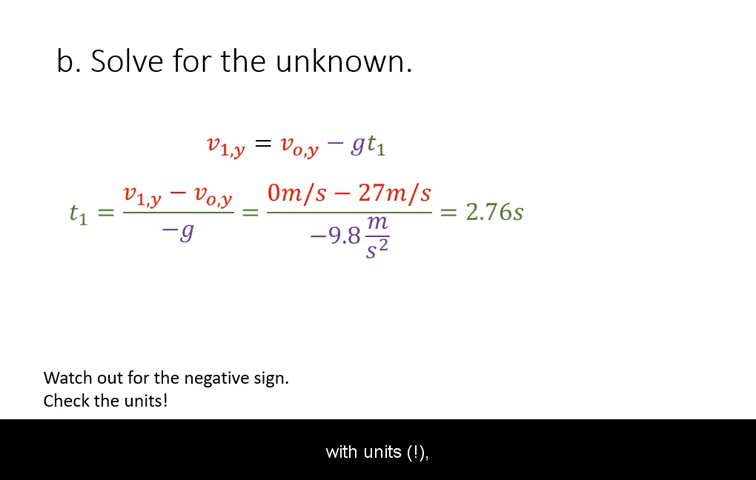 b. Solve for the unknown.
v₁,y = vₒ,y − gt₁
t₁ = (v₁,y − vₒ,y)/(−g) = (0m/s − 27m/s)/(−9.8 m/s²) = 2.76s
Watch out for the negative sign.
Check the units!
with units (!),